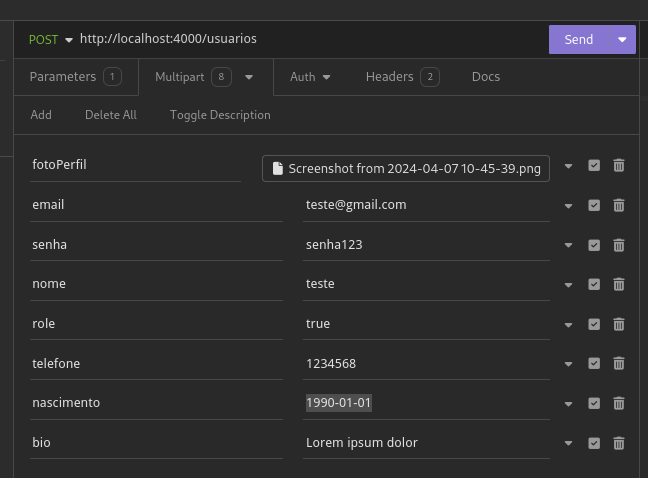 POST http://localhost:4000/usuarios Send
Parameters 1 Multipart 8 Auth Headers 2 Docs
Add Delete All Toggle Description
fotoPerfil Screenshot from 2024-04-07 10-45-39.png
email teste@gmail.com
senha senha123
nome teste
role true
telefone 1234568
nascimento 1990-01-01
bio Lorem ipsum dolor